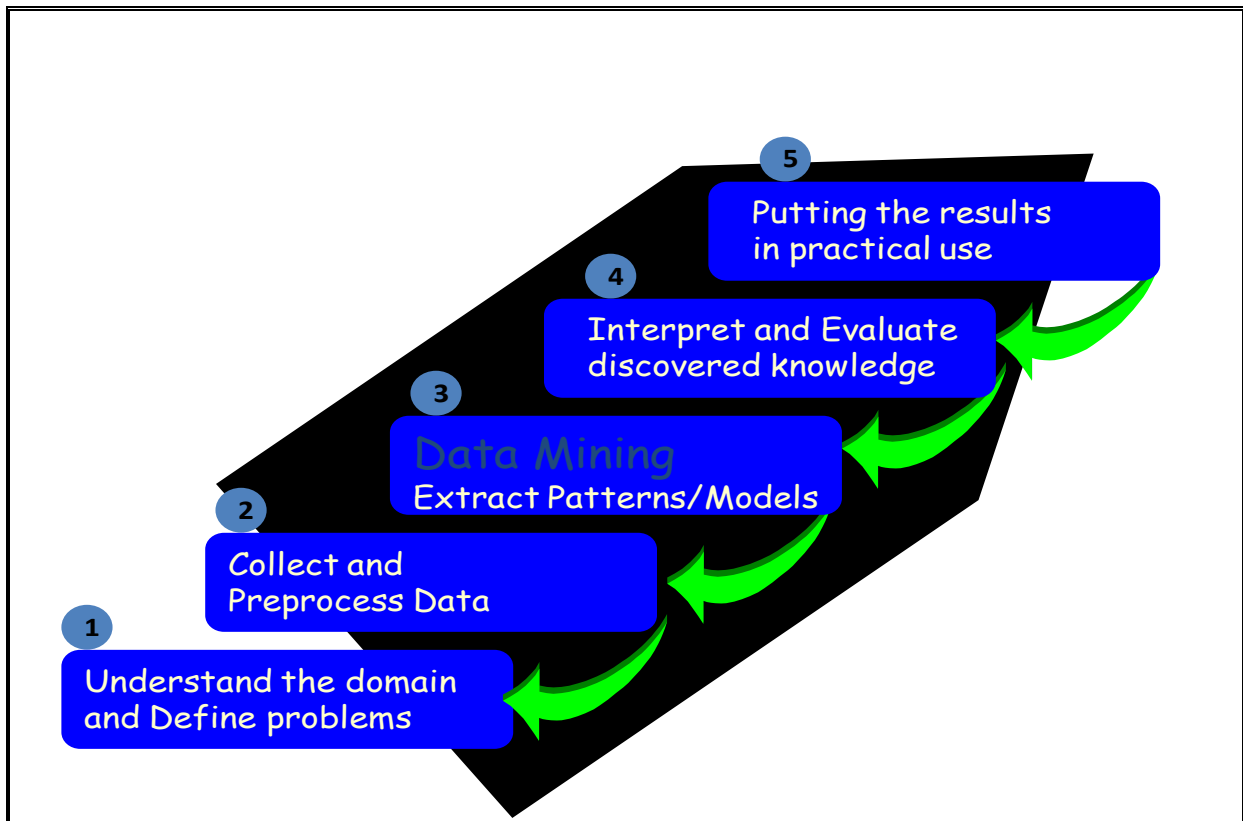 5
Putting the results
in practical use
4
Interpret and Evaluate
discovered knowledge
3
Data Mining
Extract Patterns/Models
2
Collect and
Preprocess Data
1
Understand the domain
and Define problems